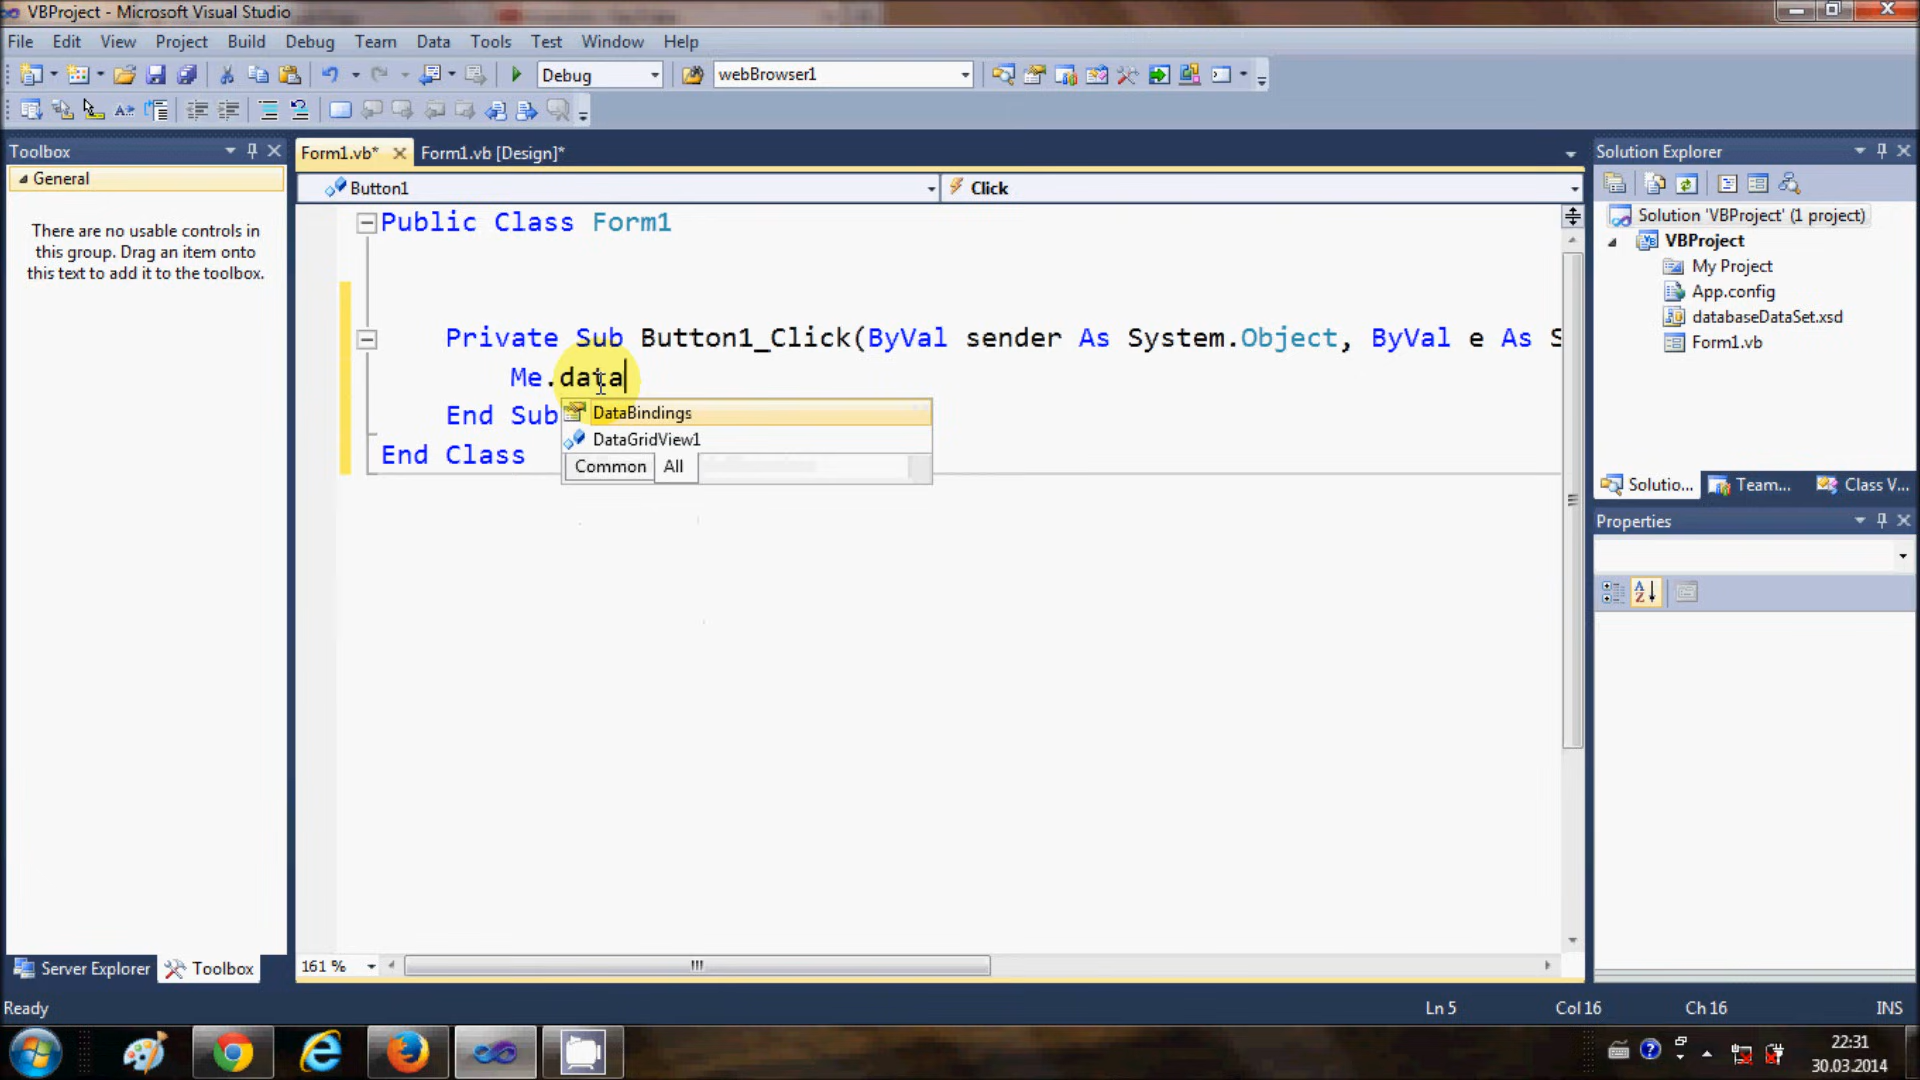 VBProject - Microsoft Visual Studio
File Edit View Project Build Debug Team Data Tools Test Window Help
Debug webBrowser1
Toolbox
General
There are no usable controls in
this group. Drag an item onto
this text to add it to the toolbox.
Server Explorer Toolbox
Form1.vb* Form1.vb [Design]*
Button1 Click
Public Class Form1
Private Sub Button1_Click(ByVal sender As System.Object, ByVal e As S
Me.data
End Sub
End Class
DataBindings
DataGridView1
Common All
161 %
Solution Explorer
Solution 'VBProject' (1 project)
VBProject
My Project
App.config
databaseDataSet.xsd
Form1.vb
Solutio... Team... Class V...
Properties
Ready Ln 5 Col 16 Ch 16 INS
22:31
30.03.2014